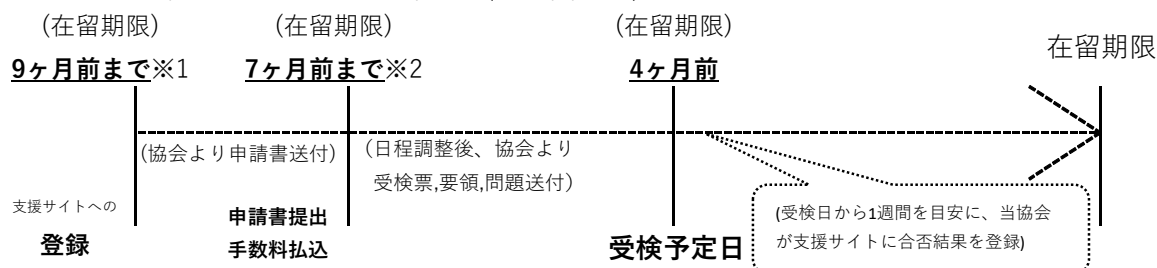 (在留期限)
(在留期限)
(在留期限)
在留期限
9ヶ月前まで※1
7ヶ月前まで※2
4ヶ月前
(協会より申請書送付)
(日程調整後、協会より
受検票,要領,問題送付)
支援サイトへの
登録
申請書提出
手数料払込
受検予定日
(受検日から1週間を目安に、当協会
が支援サイトに合否結果を登録)